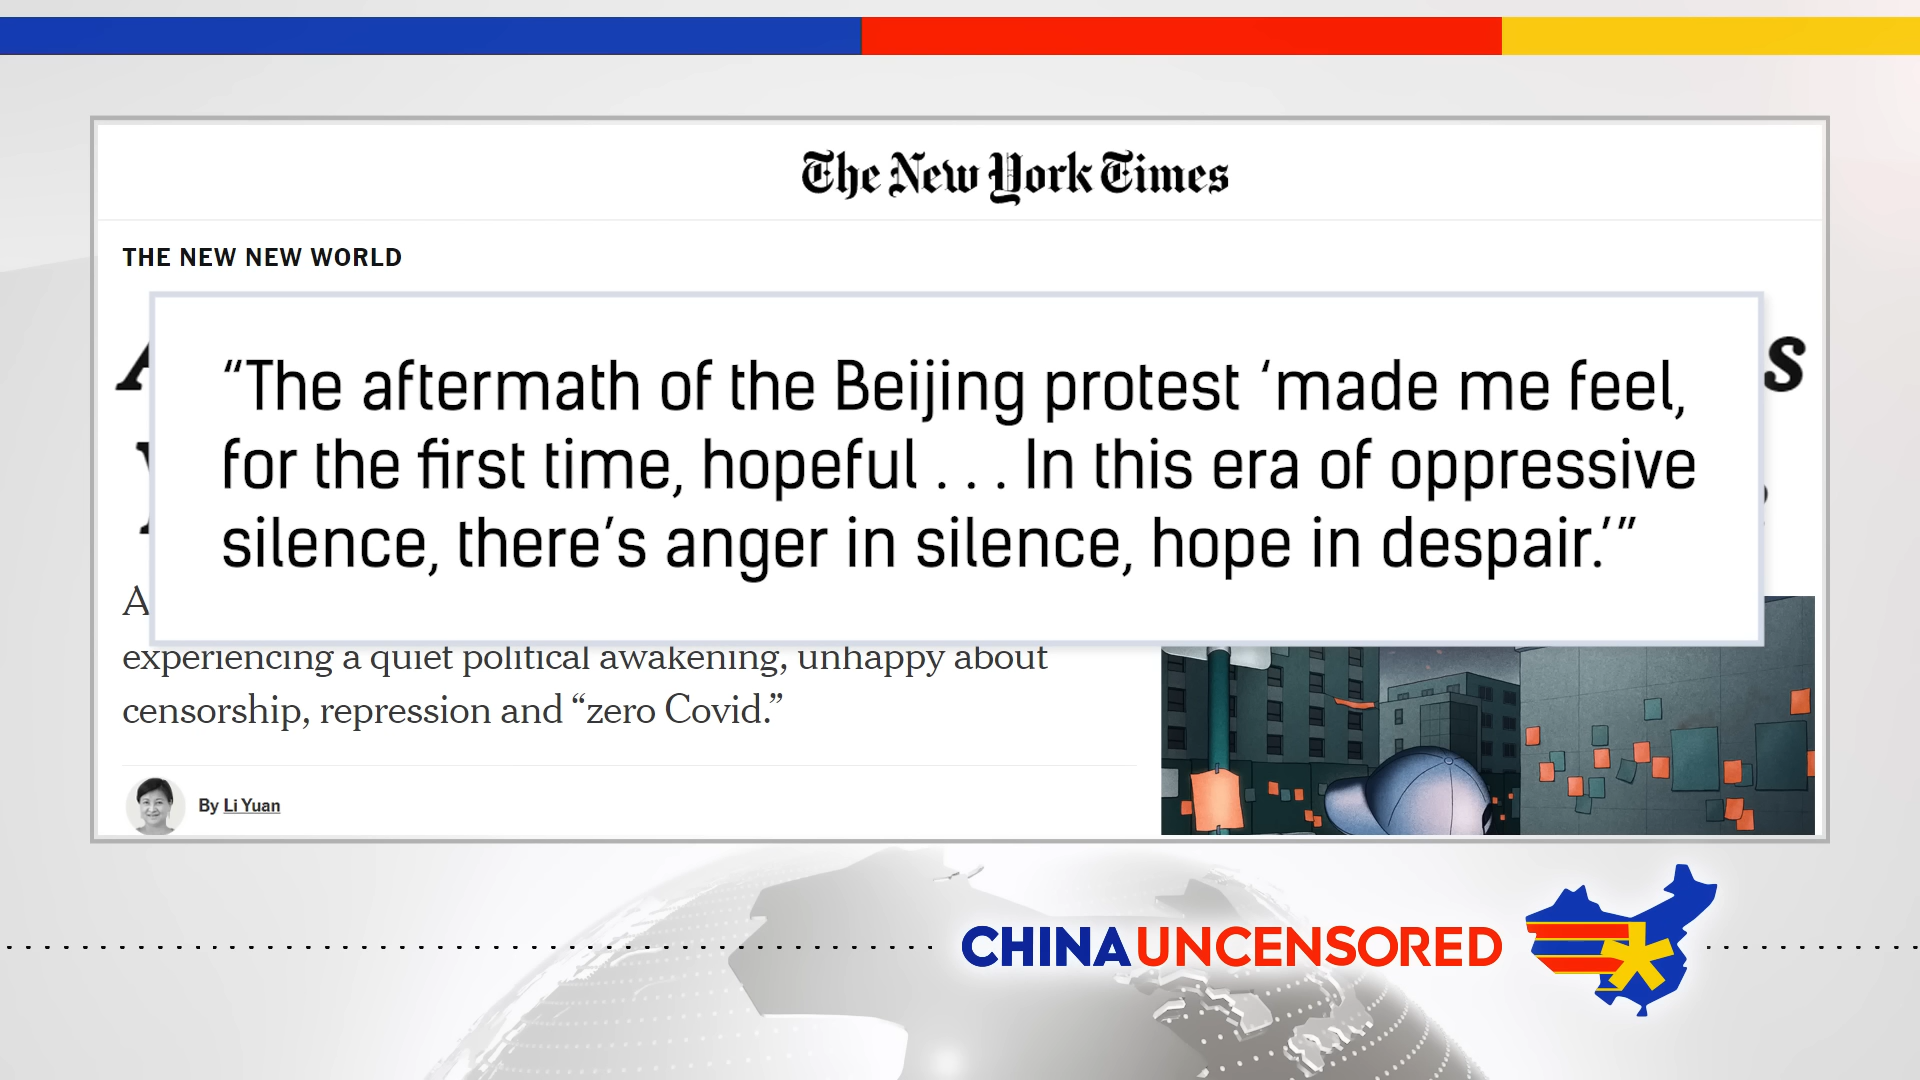 The New York Times
THE NEW NEW WORLD
“The aftermath of the Beijing protest ‘made me feel,
for the first time, hopeful . . . In this era of oppressive
silence, there’s anger in silence, hope in despair.’”
experiencing a quiet political awakening, unhappy about
censorship, repression and “zero Covid.”
By Li Yuan
CHINA UNCENSORED